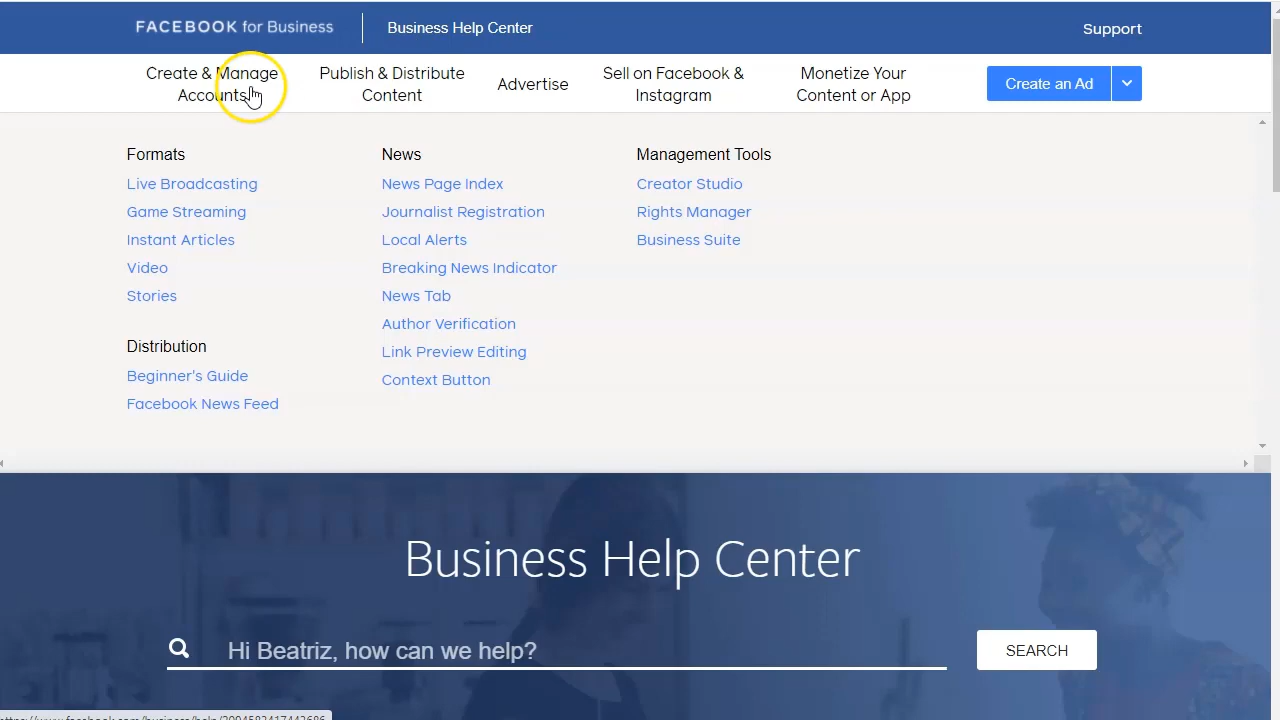 FACEBOOK for Business
Business Help Center
Support
Create & Manage
Accounts
Publish & Distribute
Content
Advertise
Sell on Facebook &
Instagram
Monetize Your
Content or App
Create an Ad
Formats
Live Broadcasting
Game Streaming
Instant Articles
Video
Stories
Distribution
Beginner's Guide
Facebook News Feed
News
News Page Index
Journalist Registration
Local Alerts
Breaking News Indicator
News Tab
Author Verification
Link Preview Editing
Context Button
Management Tools
Creator Studio
Rights Manager
Business Suite
Business Help Center
Hi Beatriz, how can we help?
SEARCH